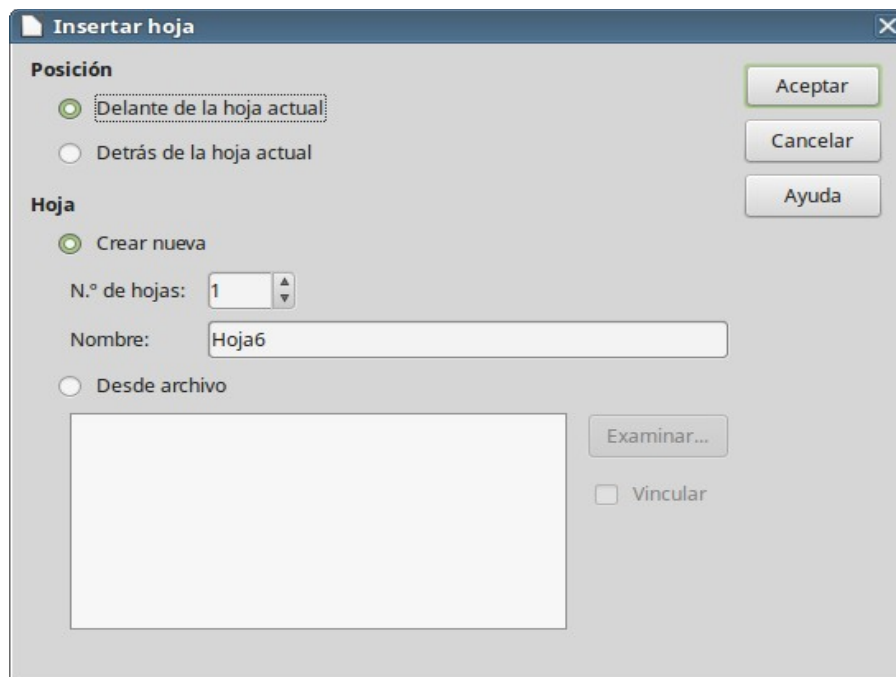 Insertar hoja
Posición
Delante de la hoja actual
Detrás de la hoja actual
Hoja
Crear nueva
N.º de hojas: 1
Nombre: Hoja6
Desde archivo
Aceptar
Cancelar
Ayuda
Examinar...
Vincular